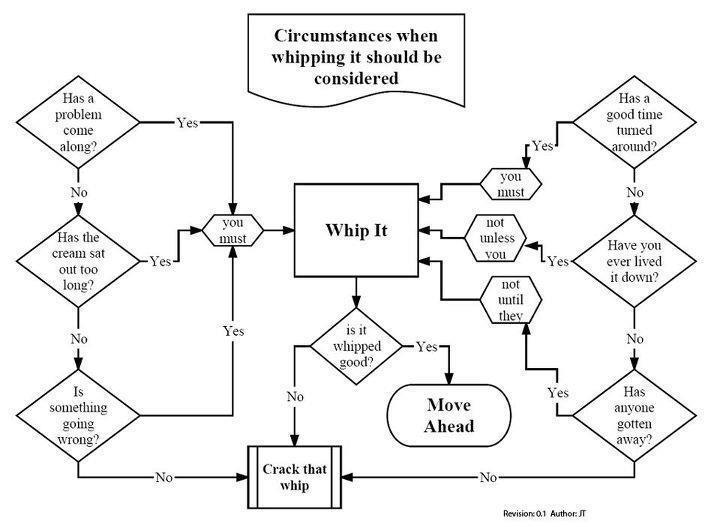 Circumstances when
whipping it should be
considered
Has a
problem
come
along?
Yes
No
Has the
cream sat
out too
long?
Yes
No
Is
something
going
wrong?
Yes
No
you
must
Whip It
is it
whipped
good?
Yes
No
Move
Ahead
Crack that
whip
Has a
good time
turned
around?
Yes
you
must
No
Have you
ever lived
it down?
Yes
not
unless
you
No
Has
anyone
gotten
away?
Yes
not
until
they
No
Revision: 0.1 Author: JT